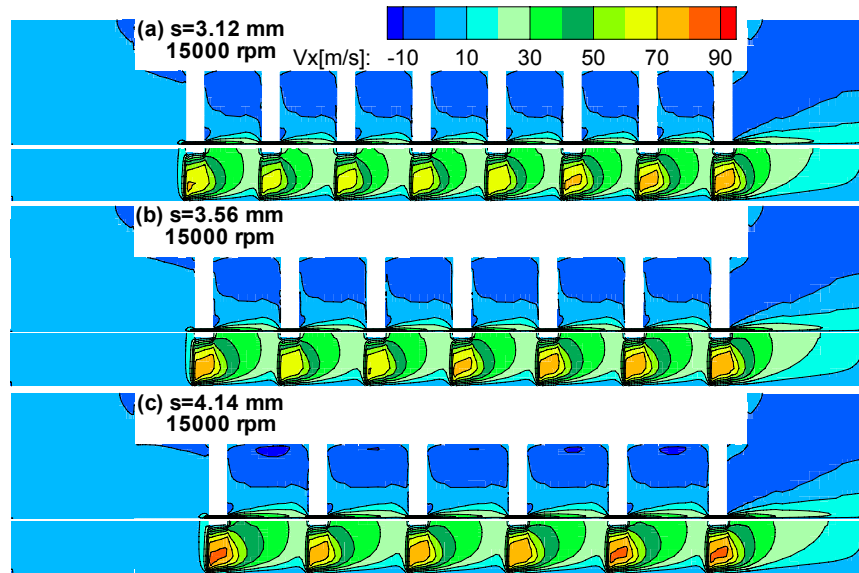 (a) s=3.12 mm
15000 rpm
Vx[m/s]: -10 10 30 50 70 90
(b) s=3.56 mm
15000 rpm
(c) s=4.14 mm
15000 rpm